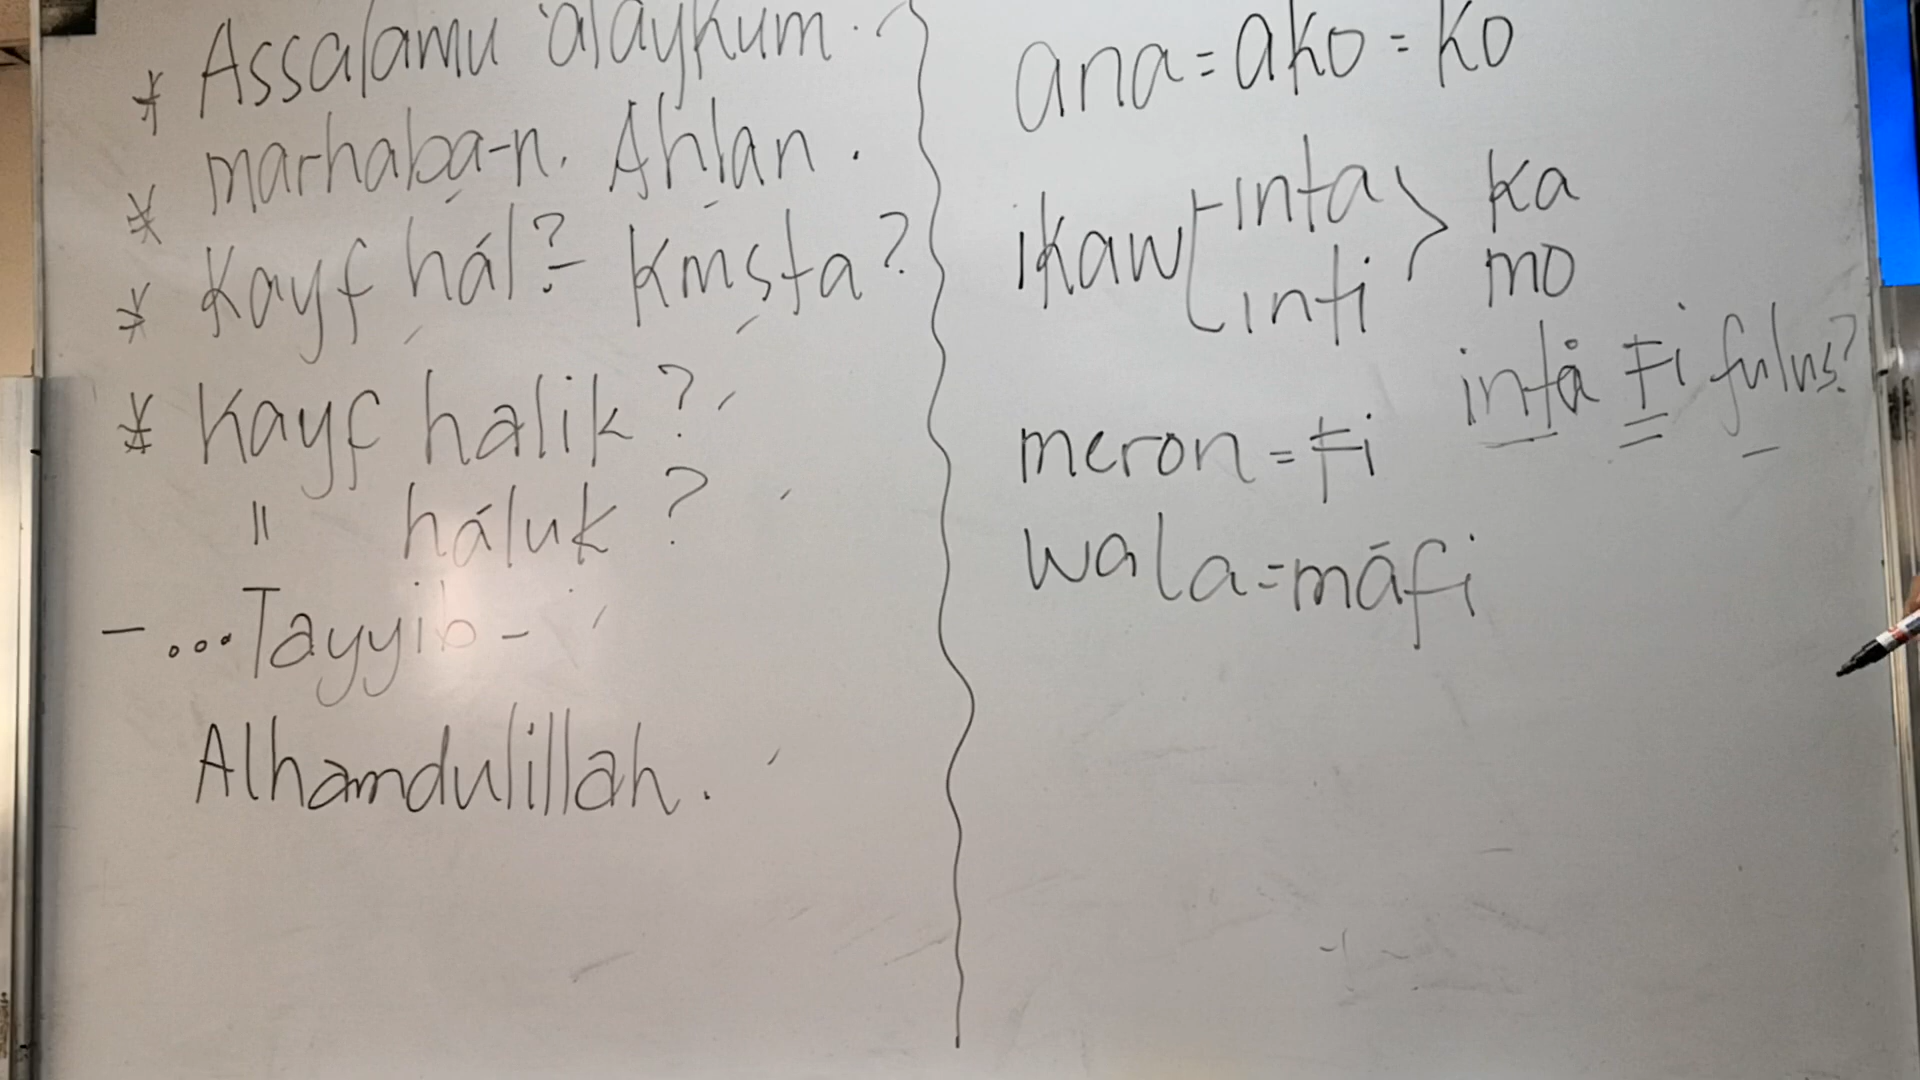 * Assalamu 'alaykum.
* marhaba-n. Ahlan.
* Kayf hál? - Kmsta?
* Kayf halik?
" háluk?
- ...Tayyib -
Alhamdulillah.
ana = ako = ko
ikaw inta ka
inti mo
inta Fi fulus?
meron = Fi
wala = māfi